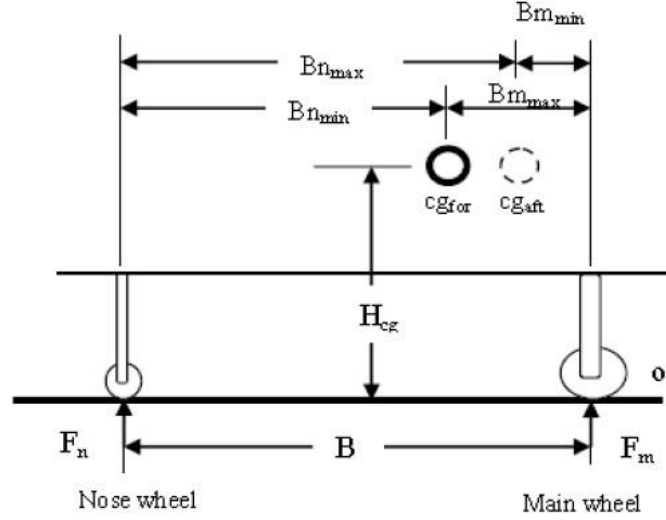 Bm_min
Bn_max
Bn_min
Bm_max
cg_for
cg_aft
H_cg
o
F_n
B
F_m
Nose wheel
Main wheel